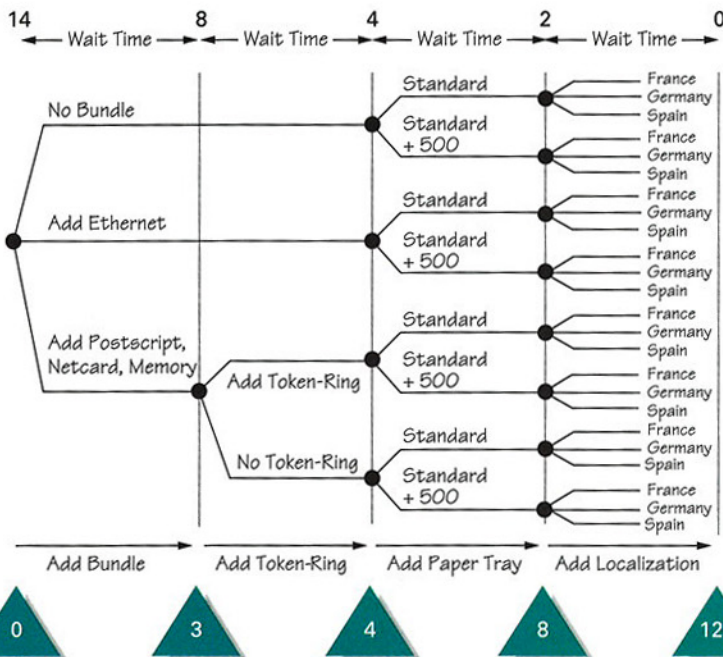 14 8 4 2 0
Wait Time Wait Time Wait Time Wait Time
No Bundle
Standard
France
Germany
Spain
Standard
+ 500
France
Germany
Spain
Add Ethernet
Standard
France
Germany
Spain
Standard
+ 500
France
Germany
Spain
Add Postscript,
Netcard, Memory
Add Token-Ring
Standard
France
Germany
Spain
Standard
+ 500
France
Germany
Spain
No Token-Ring
Standard
France
Germany
Spain
Standard
+ 500
France
Germany
Spain
Add Bundle Add Token-Ring Add Paper Tray Add Localization
0 3 4 8 12